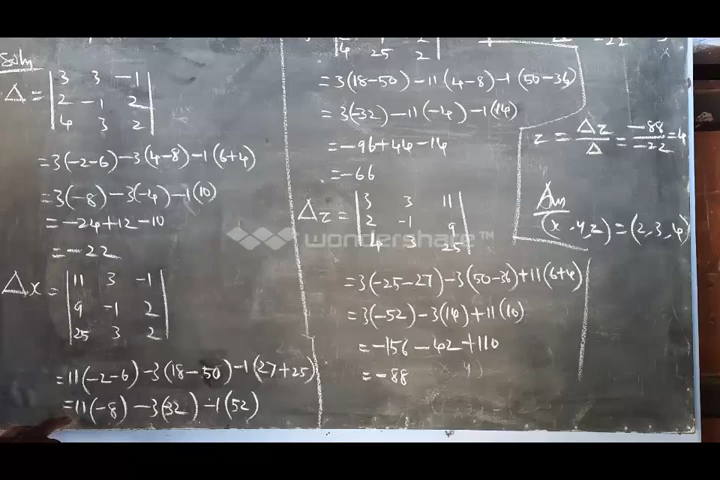 Soln
Δ = | 3 3 -1 |
| 2 -1 2 |
| 4 3 2 |
= 3(-2-6) -3(4-8) -1(6+4)
= 3(-8) -3(-4) -1(10)
= -24+12-10
= -22
Δx = | 11 3 -1 |
| 9 -1 2 |
| 25 3 2 |
= 11(-2-6) -3(18-50) -1(27+25)
= 11(-8) -3(32) -1(52)
4 25 2
= 3(18-50) -11(4-8) -1(50-36)
= 3(-32) -11(-4) -1(14)
= -96+44-14
= -66
Δz = | 3 3 11 |
| 2 -1 9 |
| 4 3 25 |
= 3(-25-27) -3(50-36) +11(6+4)
= 3(-52) -3(14) +11(10)
= -156 -42 +110
= -88
z = Δz/Δ = -88/-22 = 4
Ans
(x, y, z) = (2, 3, 4)
wondershare™